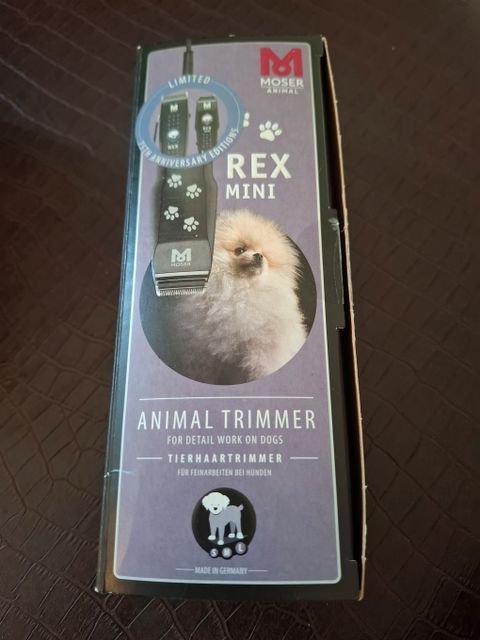 MOSER
ANIMAL
LIMITED
75TH ANNIVERSARY EDITIONS
REX
MINI
MOSER
ANIMAL TRIMMER
FOR DETAIL WORK ON DOGS
TIERHAARTRIMMER
FÜR FEINARBEITEN BEI HUNDEN
S M L
MADE IN GERMANY